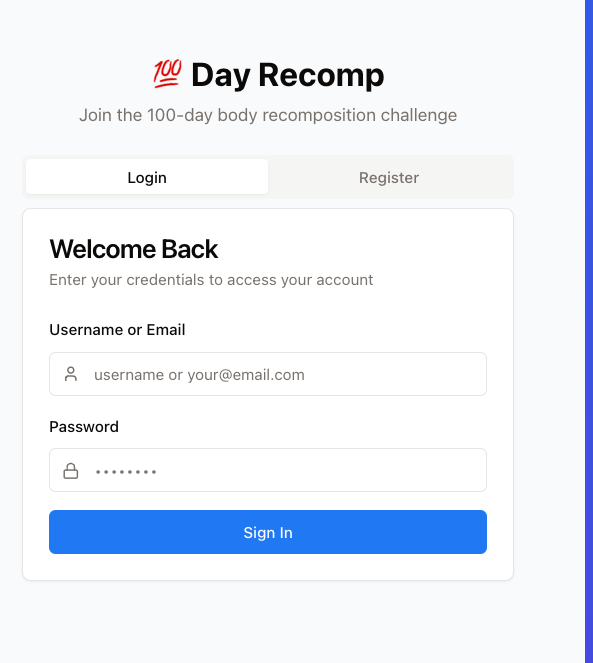 💯 Day Recomp
Join the 100-day body recomposition challenge
Login
Register
Welcome Back
Enter your credentials to access your account
Username or Email
username or your@email.com
Password
••••••••
Sign In